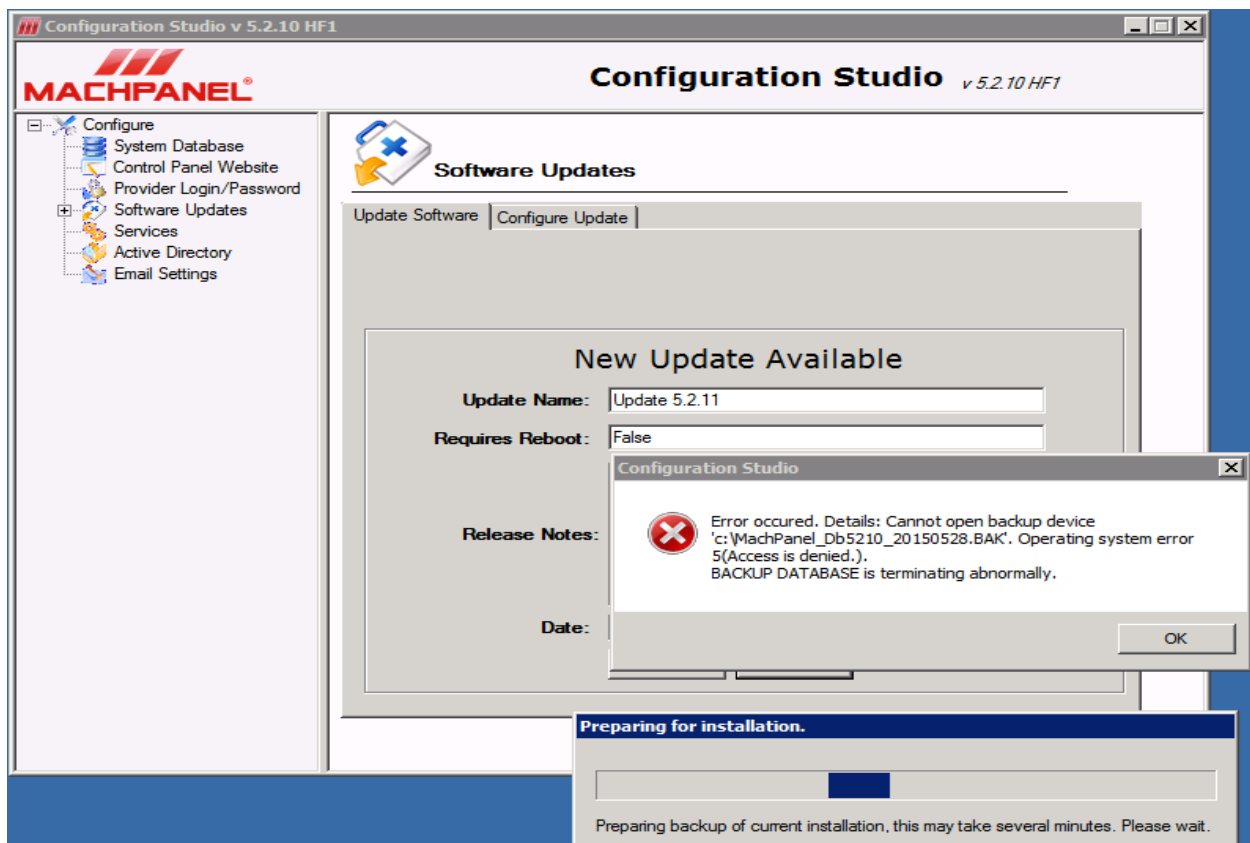 Configuration Studio v 5.2.10 HF1
MACHPANEL®
Configuration Studio v 5.2.10 HF1
Configure
System Database
Control Panel Website
Provider Login/Password
Software Updates
Services
Active Directory
Email Settings
Software Updates
Update Software Configure Update
New Update Available
Update Name: Update 5.2.11
Requires Reboot: False
Release Notes:
Date:
Configuration Studio
Error occured. Details: Cannot open backup device
'c:\MachPanel_Db5210_20150528.BAK'. Operating system error
5(Access is denied.).
BACKUP DATABASE is terminating abnormally.
OK
Preparing for installation.
Preparing backup of current installation, this may take several minutes. Please wait.